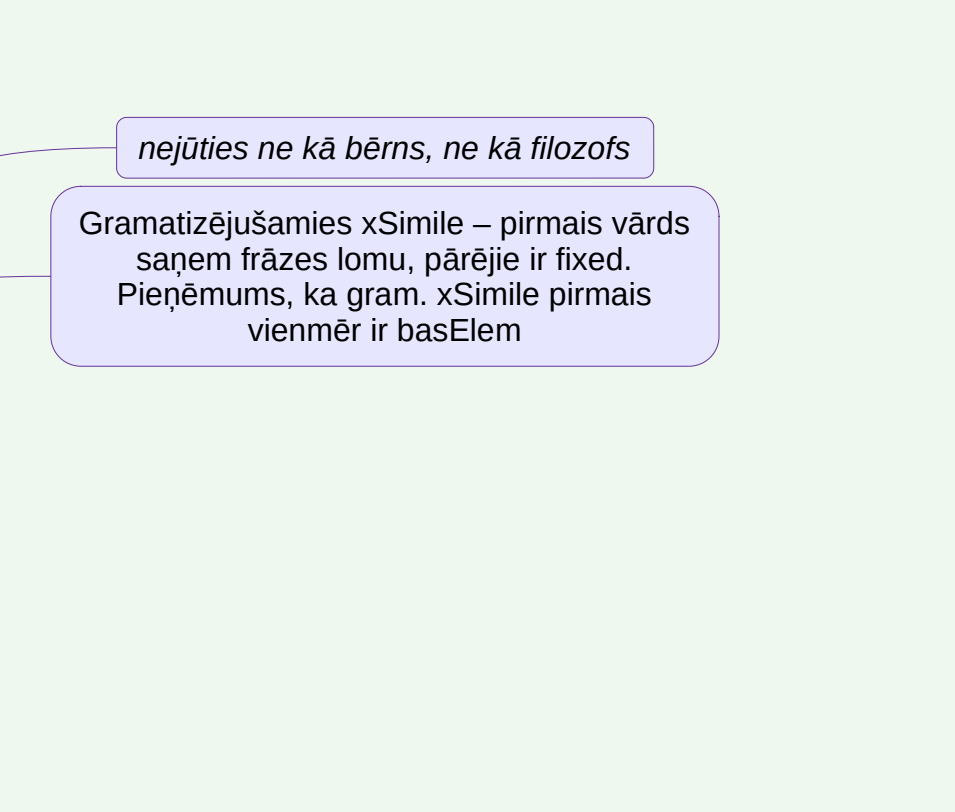 nejūties ne kā bērns, ne kā filozofs
Gramatizējušamies xSimile – pirmais vārds
saņem frāzes lomu, pārējie ir fixed.
Pieņēmums, ka gram. xSimile pirmais
vienmēr ir basElem